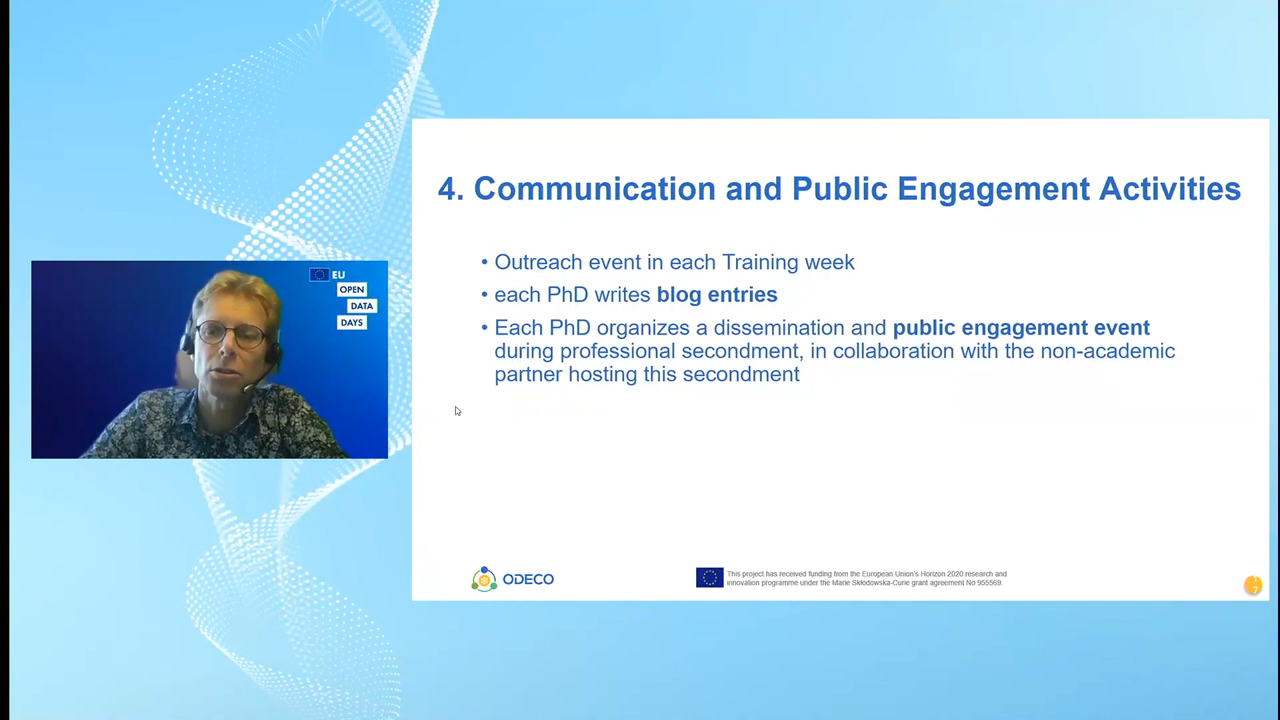 4. Communication and Public Engagement Activities
• Outreach event in each Training week
• each PhD writes blog entries
• Each PhD organizes a dissemination and public engagement event
during professional secondment, in collaboration with the non-academic
partner hosting this secondment
EU
OPEN
DATA
DAYS
ODECO
This project has received funding from the European Union's Horizon 2020 research and
innovation programme under the Marie Skłodowska-Curie grant agreement No 955569.